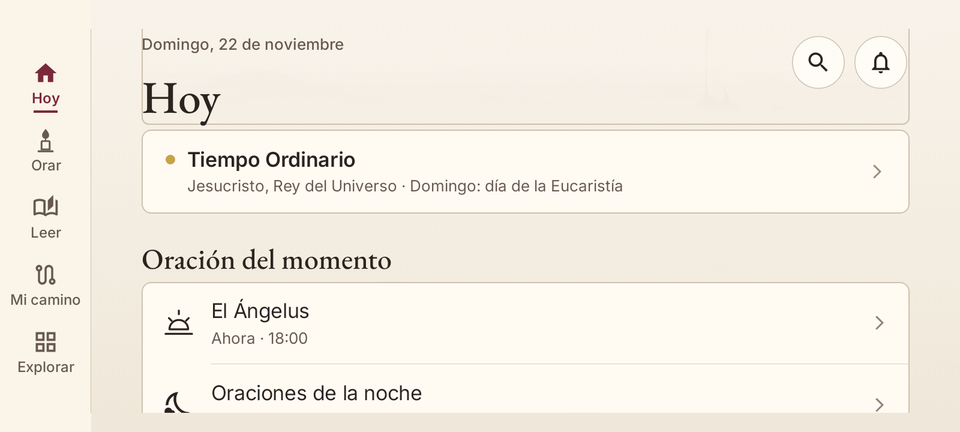 Domingo, 22 de noviembre
Hoy
Hoy
Orar
Leer
Mi camino
Explorar
Tiempo Ordinario
Jesucristo, Rey del Universo · Domingo: día de la Eucaristía
Oración del momento
El Ángelus
Ahora · 18:00
Oraciones de la noche